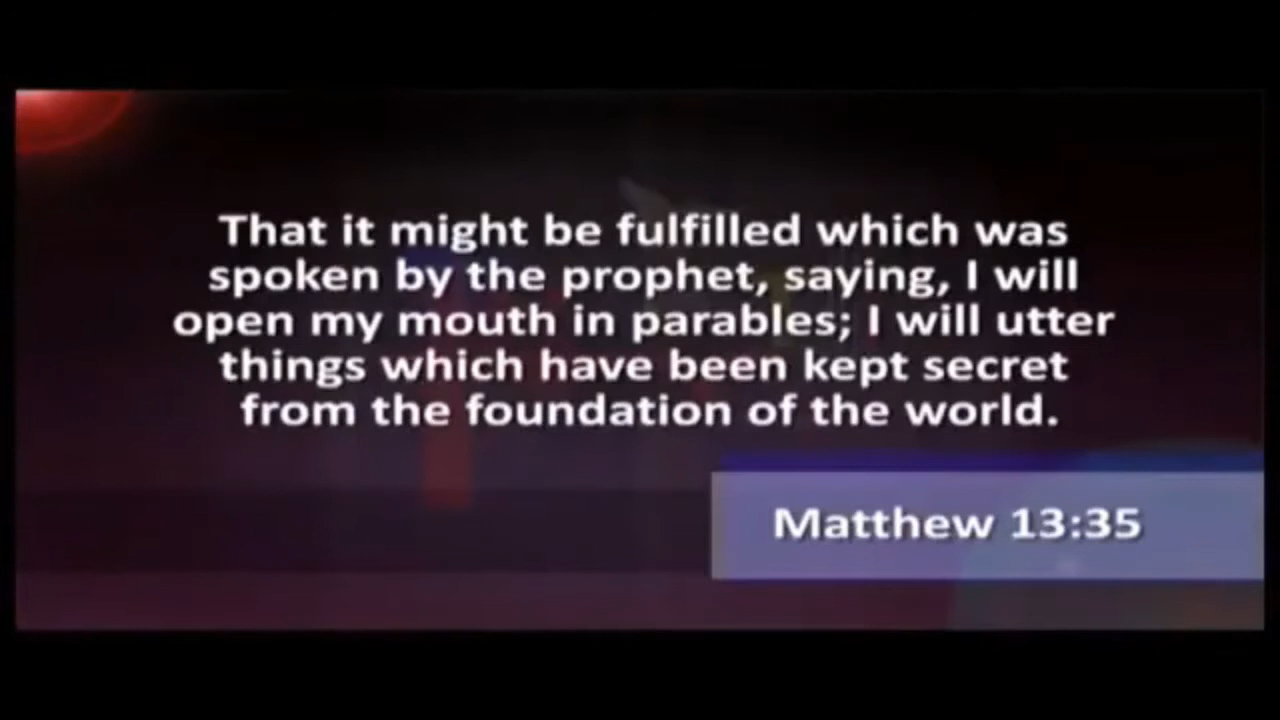 That it might be fulfilled which was
spoken by the prophet, saying, I will
open my mouth in parables; I will utter
things which have been kept secret
from the foundation of the world.
Matthew 13:35